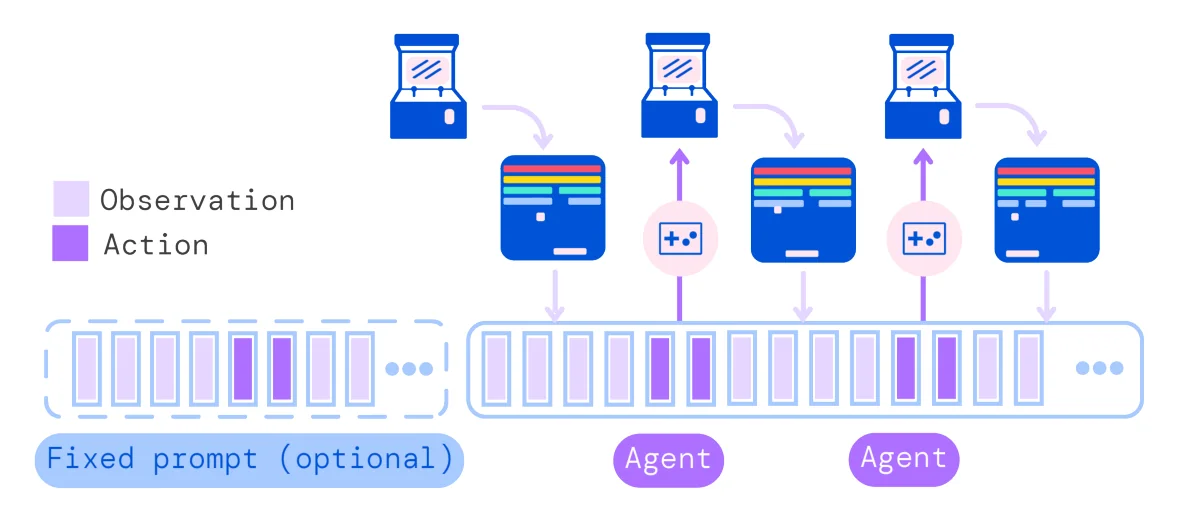 Observation
Action
Fixed prompt (optional)
Agent
Agent